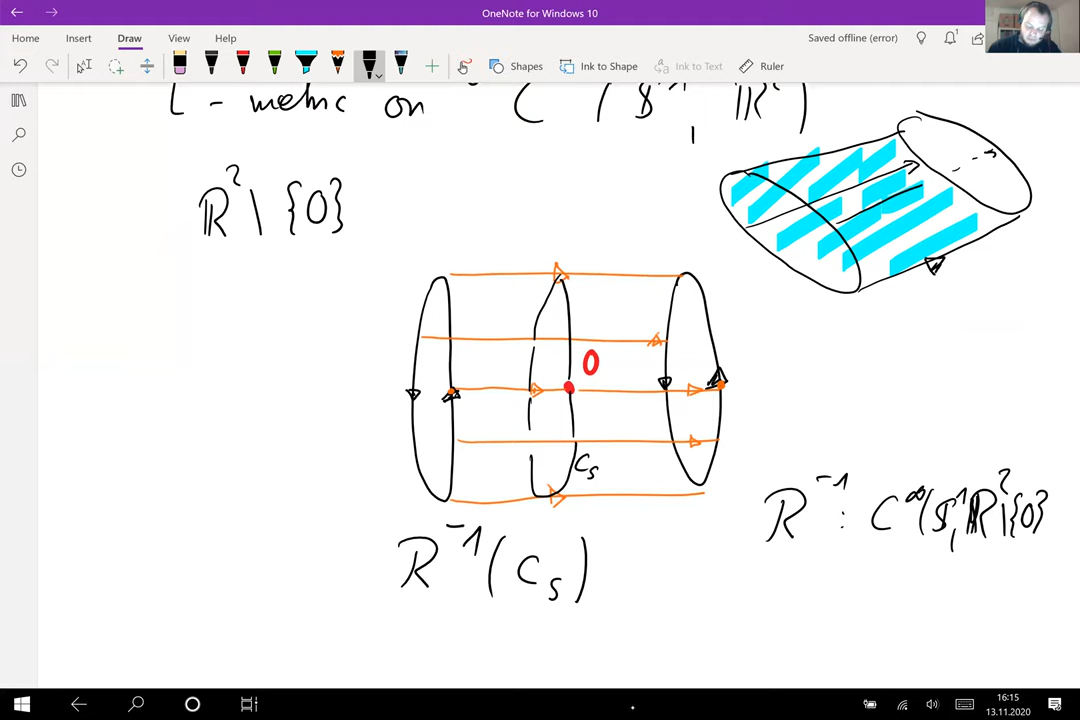 OneNote for Windows 10
Home Insert Draw View Help
Saved offline (error)
Shapes Ink to Shape Ink to Text Ruler
L - metric on C ( S¹, ℝ² )
ℝ² \ {0}
0
c_s
R⁻¹(c_s)
R⁻¹ : C^∞(S¹, ℝ² \ {0}
16:15
13.11.2020